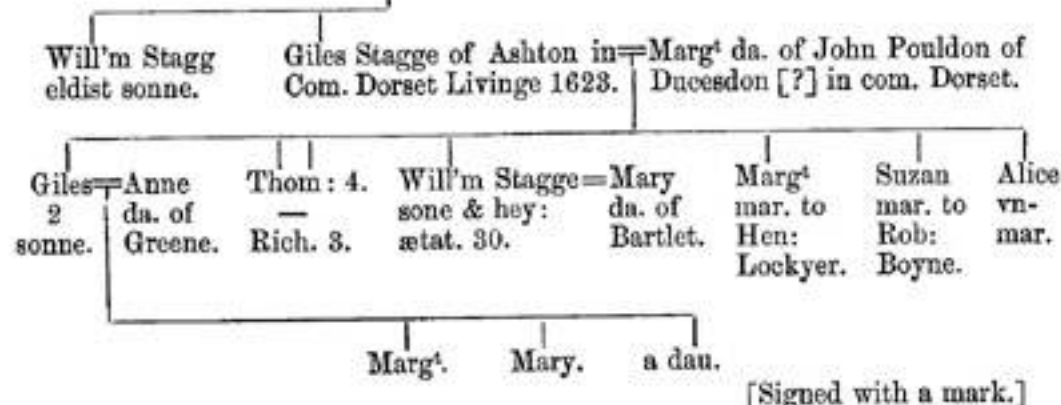 Will'm Stagg
eldist sonne.
Giles Stagge of Ashton in
Com. Dorset Livinge 1623.
Margt da. of John Pouldon of
Ducesdon [?] in com. Dorset.
Giles
2
sonne.
Anne
da. of
Greene.
Thom: 4.
—
Rich. 3.
Will'm Stagge
sone & hey:
ætat. 30.
Mary
da. of
Bartlet.
Margt
mar. to
Hen:
Lockyer.
Suzan
mar. to
Rob:
Boyne.
Alice
vn-
mar.
Margt.
Mary.
a dau.
[Signed with a mark.]